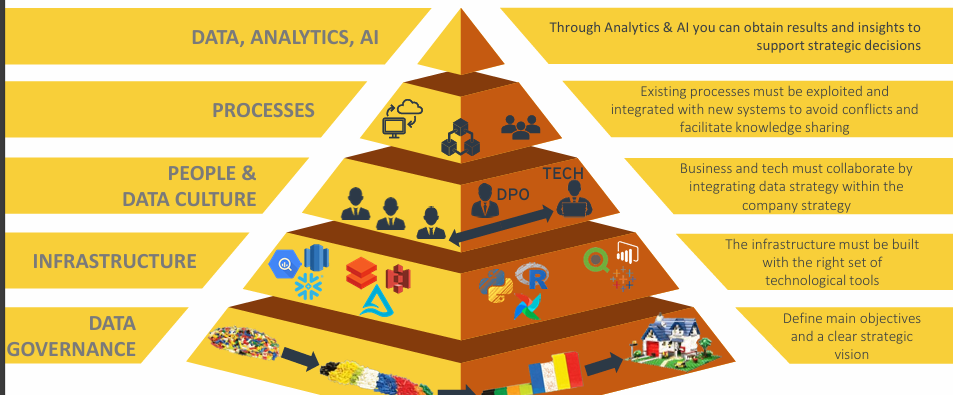 DATA, ANALYTICS, AI
Through Analytics & AI you can obtain results and insights to
support strategic decisions
PROCESSES
Existing processes must be exploited and
integrated with new systems to avoid conflicts and
facilitate knowledge sharing
PEOPLE &
DATA CULTURE
TECH
DPO
Business and tech must collaborate by
integrating data strategy within the
company strategy
INFRASTRUCTURE
R
The infrastructure must be built
with the right set of
technological tools
DATA
GOVERNANCE
Define main objectives
and a clear strategic
vision